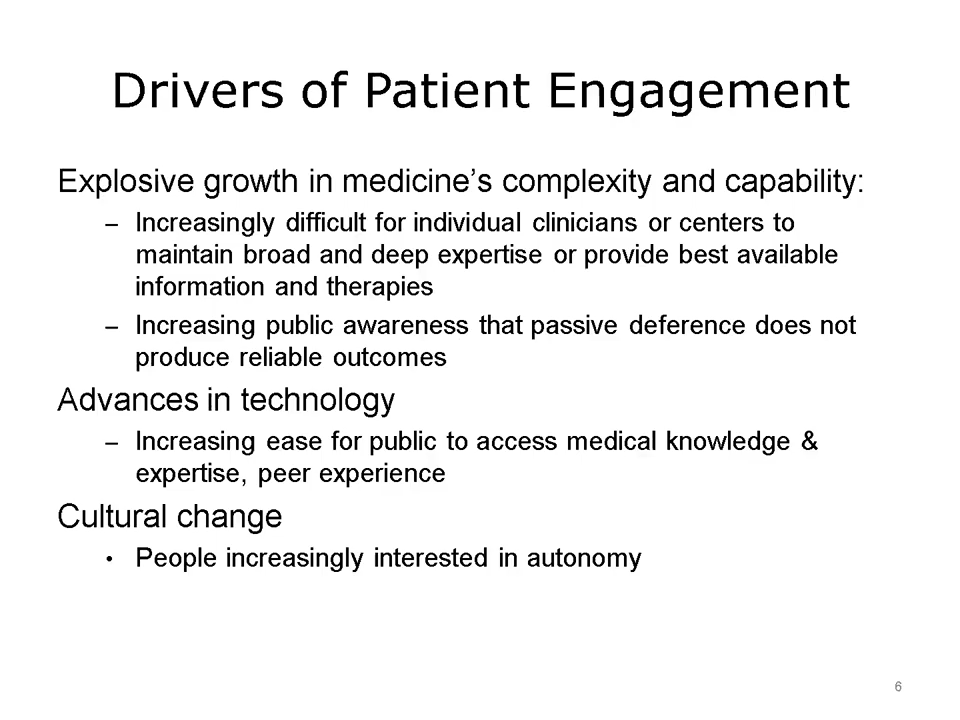 Drivers of Patient Engagement
Explosive growth in medicine’s complexity and capability:
– Increasingly difficult for individual clinicians or centers to
maintain broad and deep expertise or provide best available
information and therapies
– Increasing public awareness that passive deference does not
produce reliable outcomes
Advances in technology
– Increasing ease for public to access medical knowledge &
expertise, peer experience
Cultural change
• People increasingly interested in autonomy
6